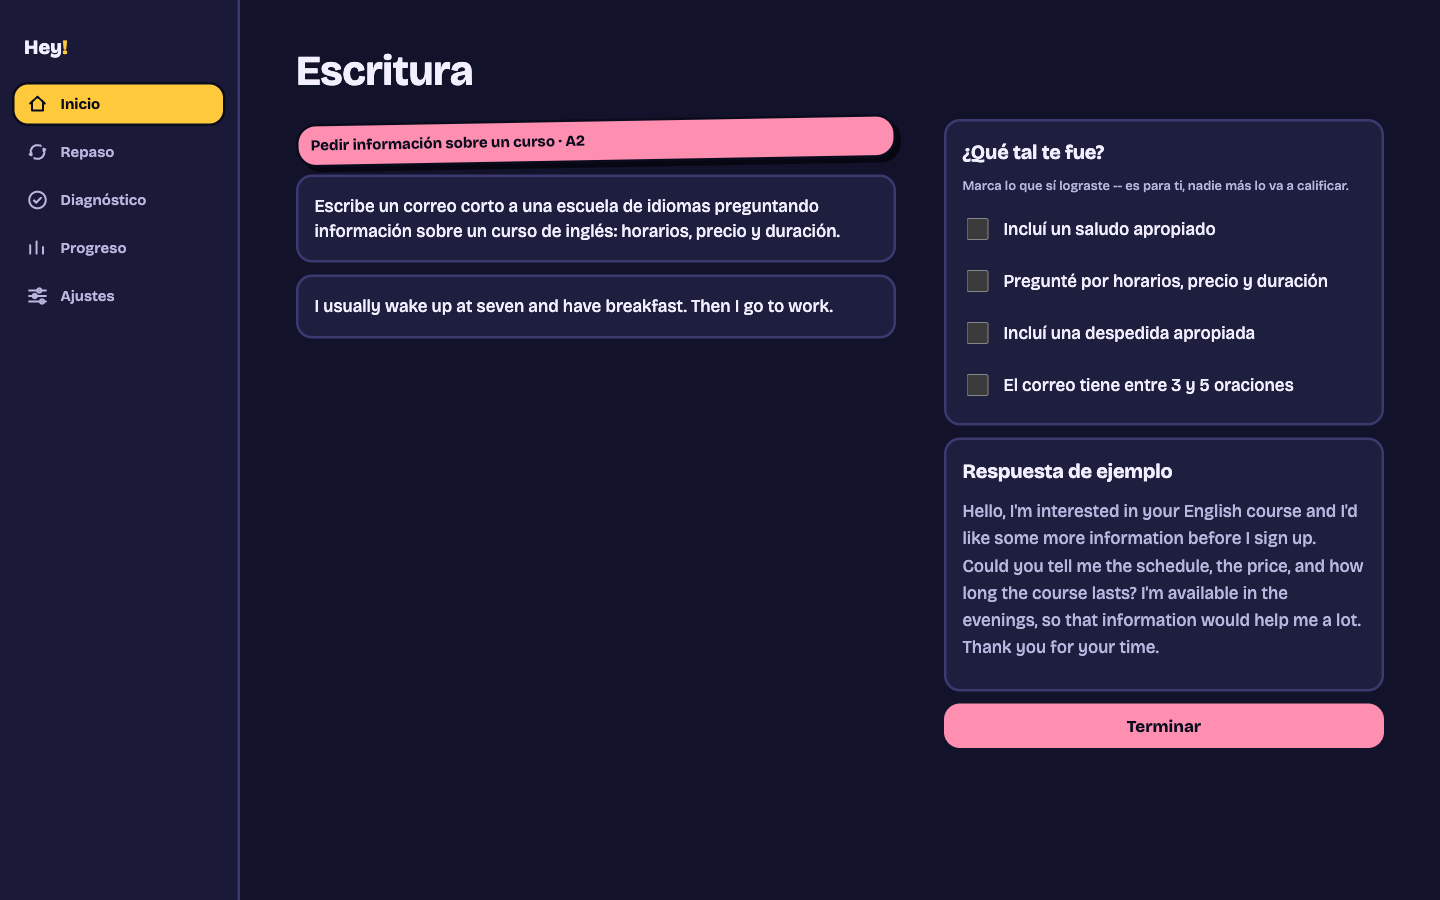 Hey!
Inicio
Repaso
Diagnóstico
Progreso
Ajustes
Escritura
Pedir información sobre un curso · A2
Escribe un correo corto a una escuela de idiomas preguntando
información sobre un curso de inglés: horarios, precio y duración.
I usually wake up at seven and have breakfast. Then I go to work.
¿Qué tal te fue?
Marca lo que sí lograste -- es para ti, nadie más lo va a calificar.
Incluí un saludo apropiado
Pregunté por horarios, precio y duración
Incluí una despedida apropiada
El correo tiene entre 3 y 5 oraciones
Respuesta de ejemplo
Hello, I'm interested in your English course and I'd
like some more information before I sign up.
Could you tell me the schedule, the price, and how
long the course lasts? I'm available in the
evenings, so that information would help me a lot.
Thank you for your time.
Terminar